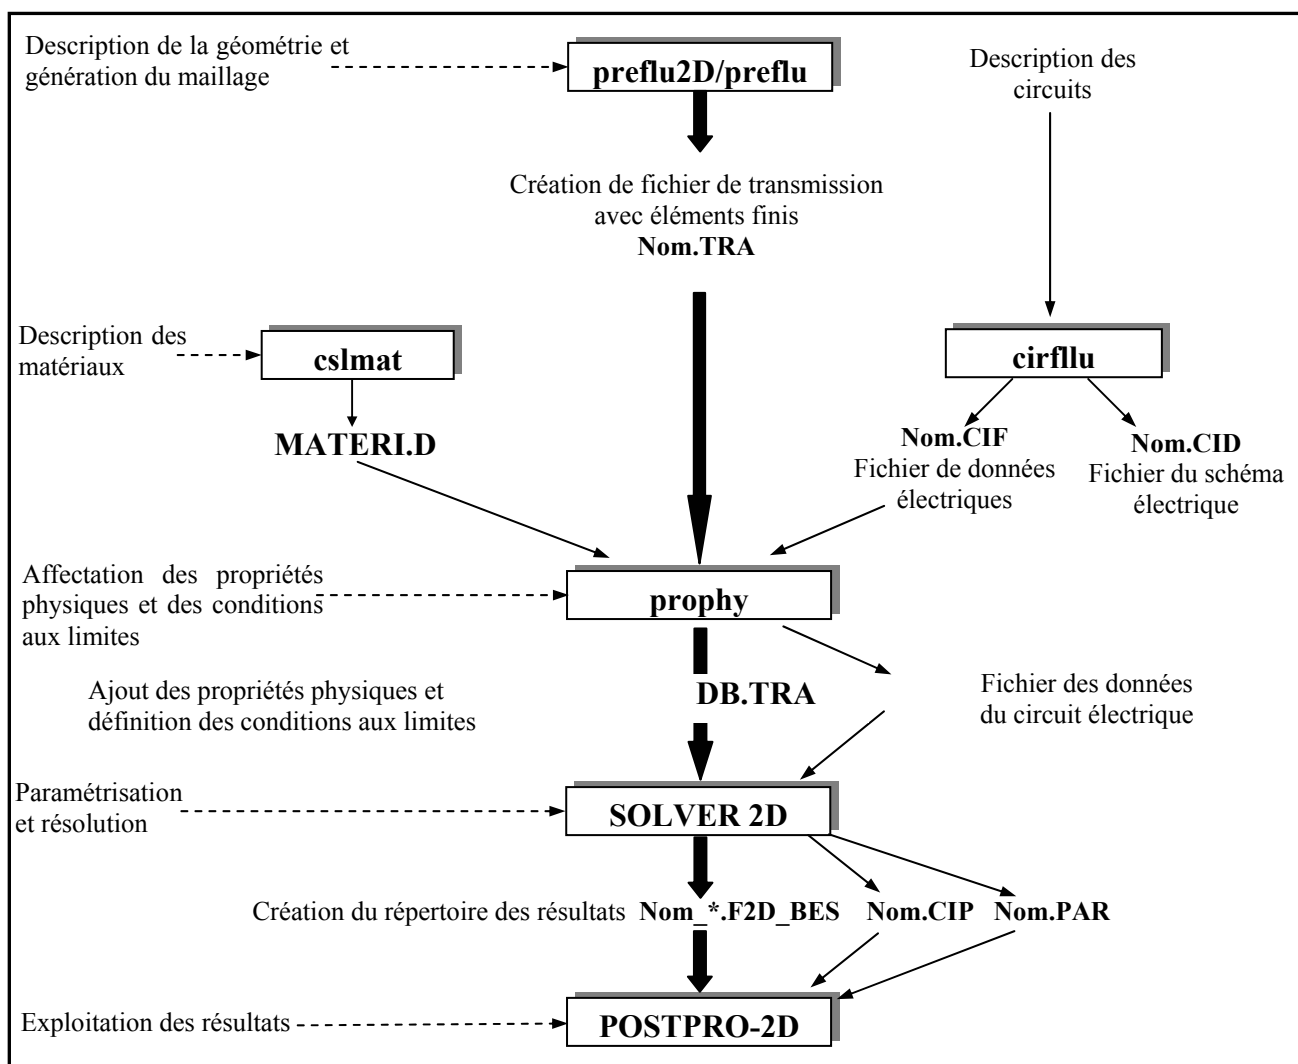 Description de la géométrie et
génération du maillage
preflu2D/preflu
Description des
circuits
Création de fichier de transmission
avec éléments finis
Nom.TRA
Description des
matériaux
cslmat
cirfllu
MATERI.D
Nom.CIF
Fichier de données
électriques
Nom.CID
Fichier du schéma
électrique
Affectation des propriétés
physiques et des conditions
aux limites
prophy
Ajout des propriétés physiques et
définition des conditions aux limites
DB.TRA
Fichier des données
du circuit électrique
Paramétrisation
et résolution
SOLVER 2D
Création du répertoire des résultats Nom_*.F2D_BES Nom.CIP Nom.PAR
Exploitation des résultats
POSTPRO-2D